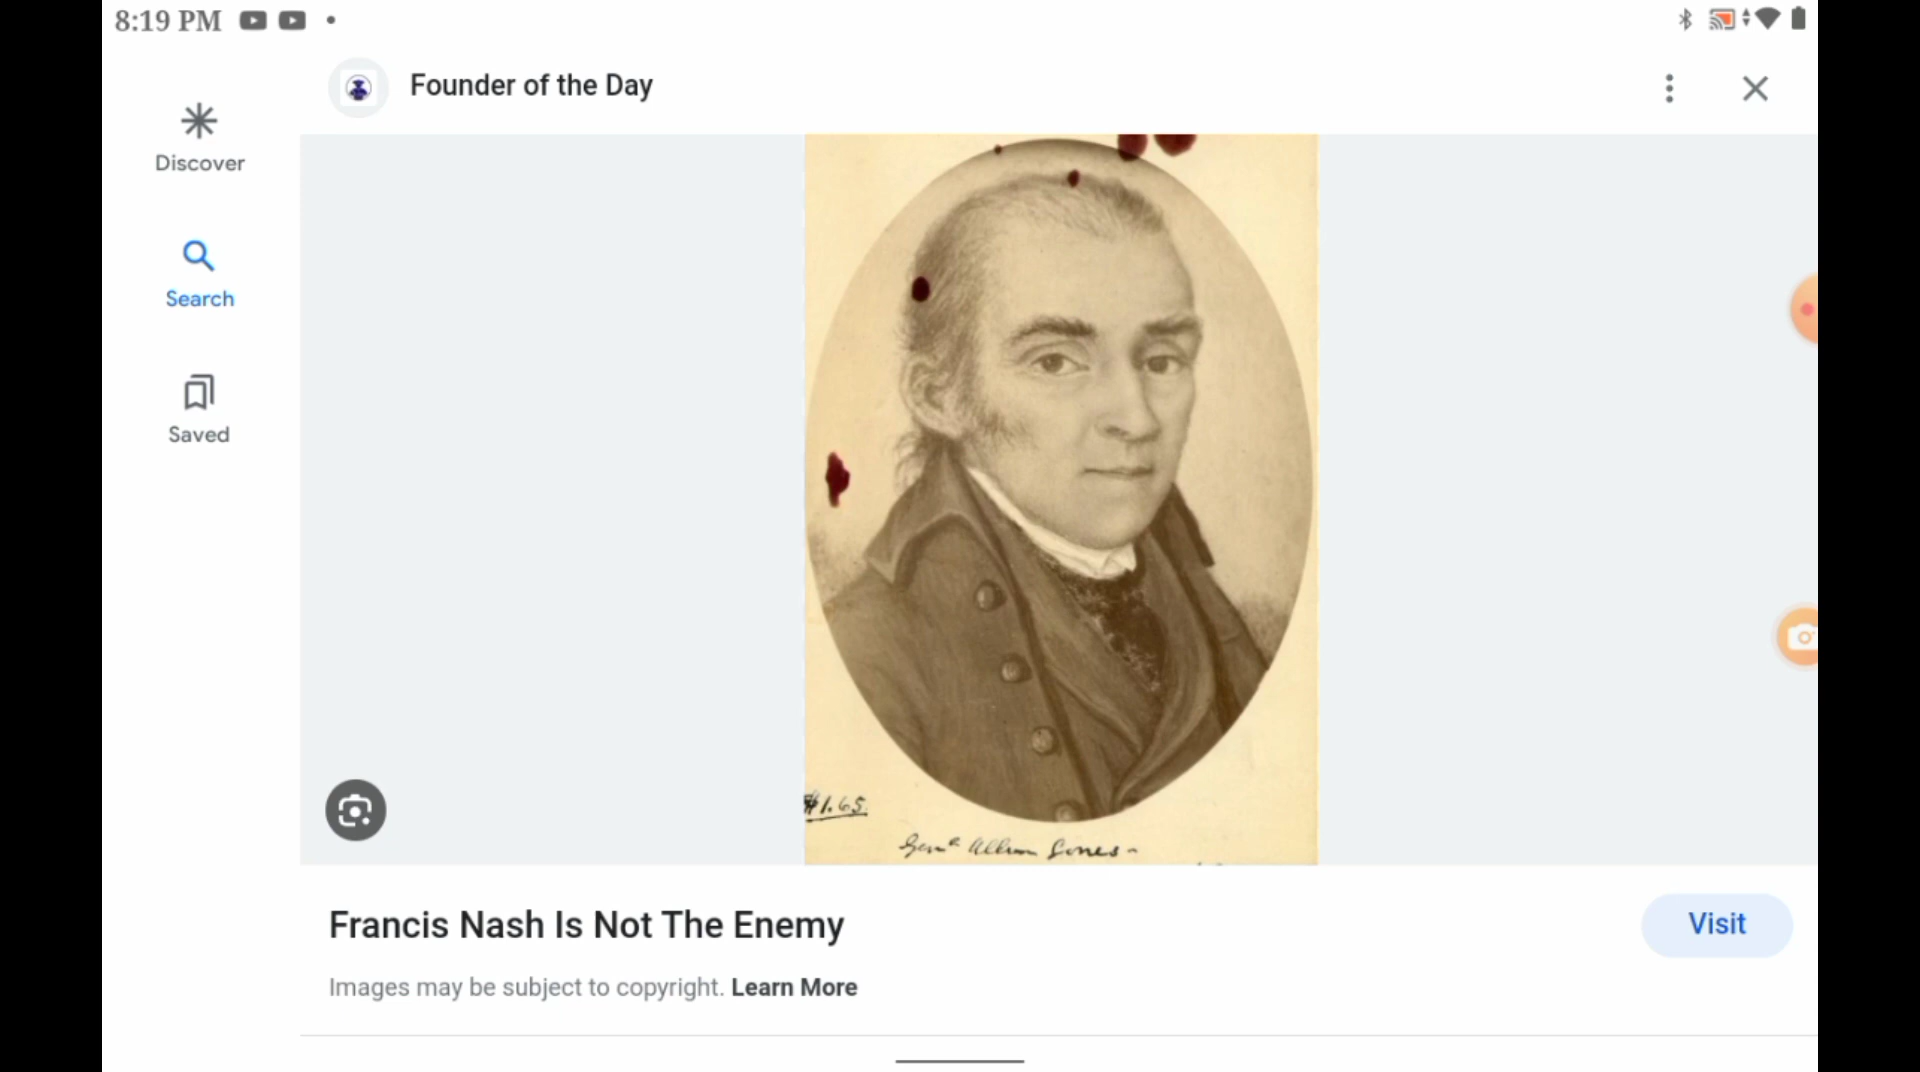 8:19 PM
Founder of the Day
Discover
Search
Saved
$1.65.
Genl Allen Jones -
Francis Nash Is Not The Enemy
Visit
Images may be subject to copyright. Learn More